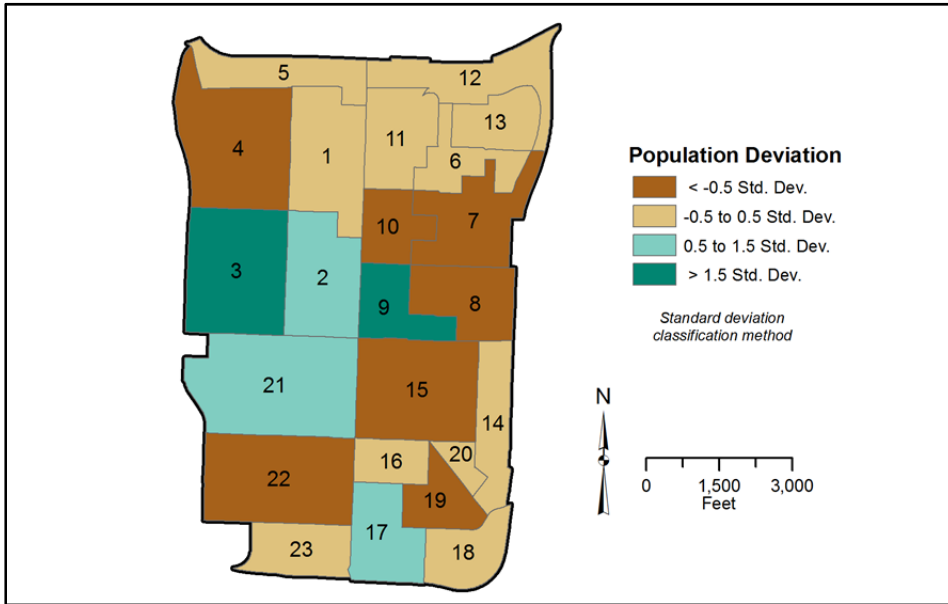 5
12
13
11
4
1
6
10
7
3
2
9
8
21
15
14
16
20
22
19
17
23
18
Population Deviation
< -0.5 Std. Dev.
-0.5 to 0.5 Std. Dev.
0.5 to 1.5 Std. Dev.
> 1.5 Std. Dev.
Standard deviation
classification method
N
0 1,500 3,000
Feet